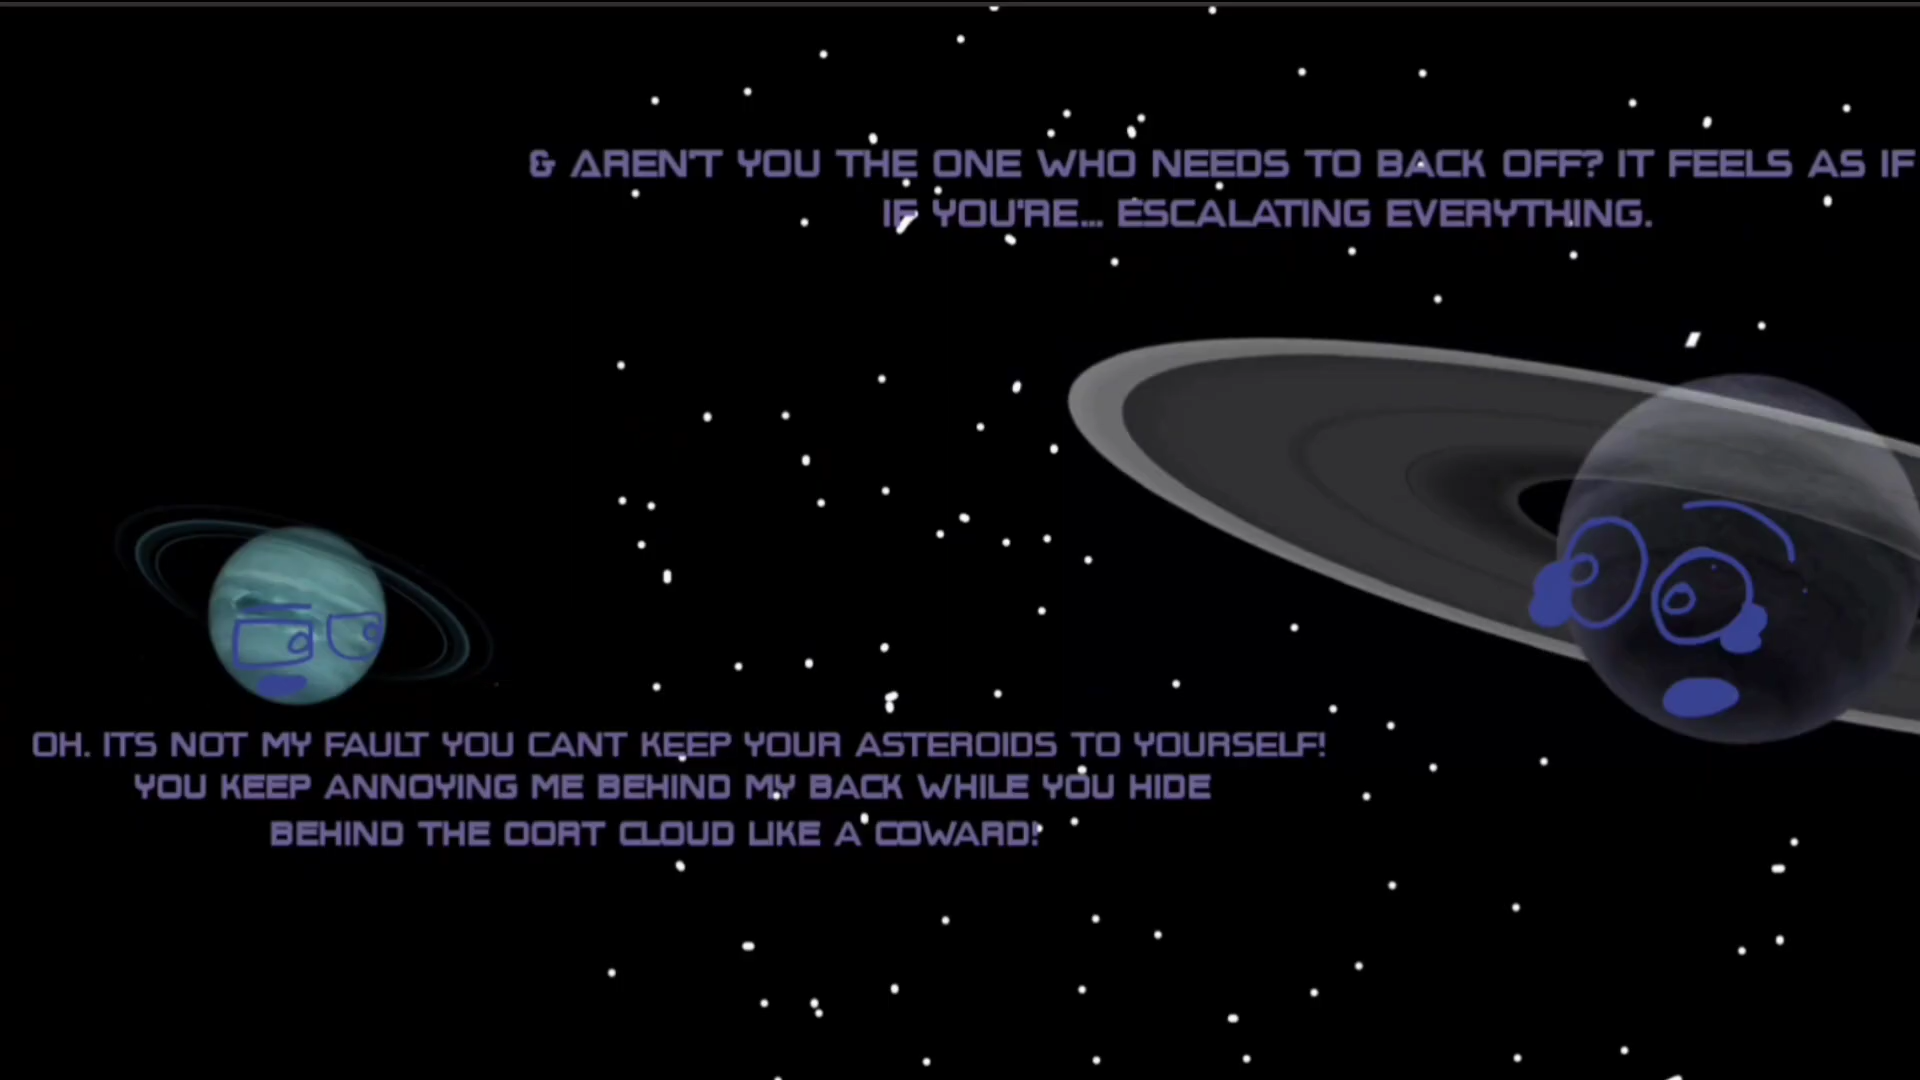 & AREN'T YOU THE ONE WHO NEEDS TO BACK OFF? IT FEELS AS IF
IF YOU'RE... ESCALATING EVERYTHING.
OH. ITS NOT MY FAULT YOU CANT KEEP YOUR ASTEROIDS TO YOURSELF!
YOU KEEP ANNOYING ME BEHIND MY BACK WHILE YOU HIDE
BEHIND THE OORT CLOUD LIKE A COWARD!